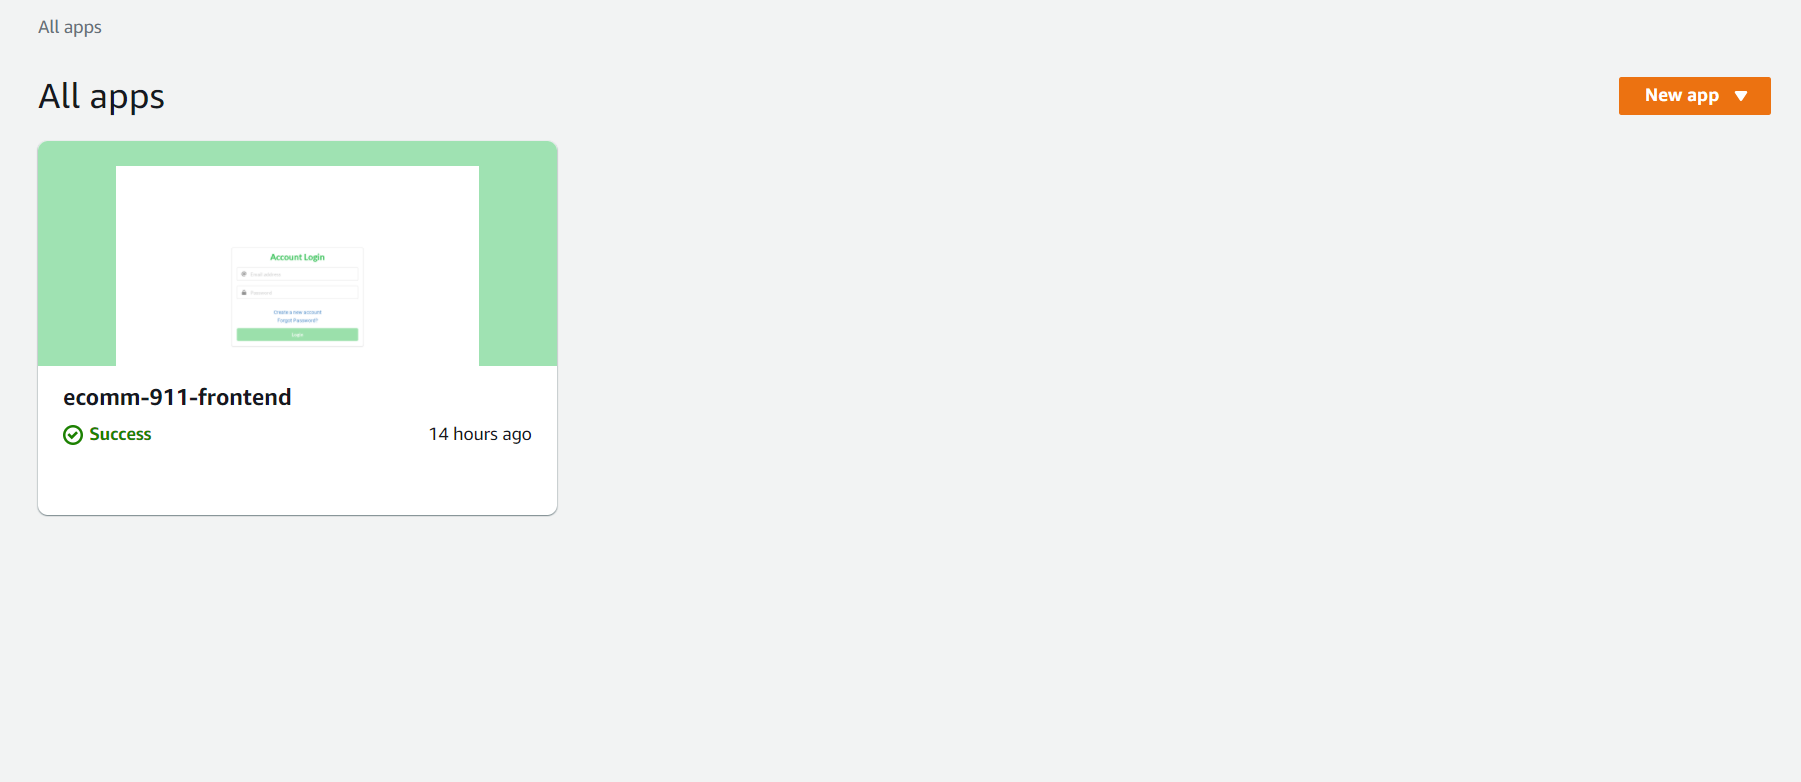 All apps
All apps
New app
Account Login
Email address
Password
Create a new account
Forgot Password?
Login
ecomm-911-frontend
Success
14 hours ago